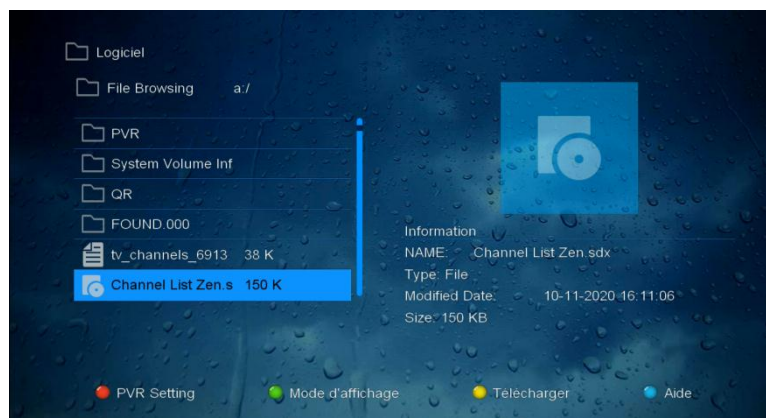 Logiciel
File Browsing a:/
PVR
System Volume Inf
QR
FOUND.000
tv_channels_6913 38 K
Channel List Zen.s 150 K
Information
NAME: Channel List Zen.sdx
Type: File
Modified Date: 10-11-2020 16:11:06
Size: 150 KB
PVR Setting Mode d'affichage Télécharger Aide